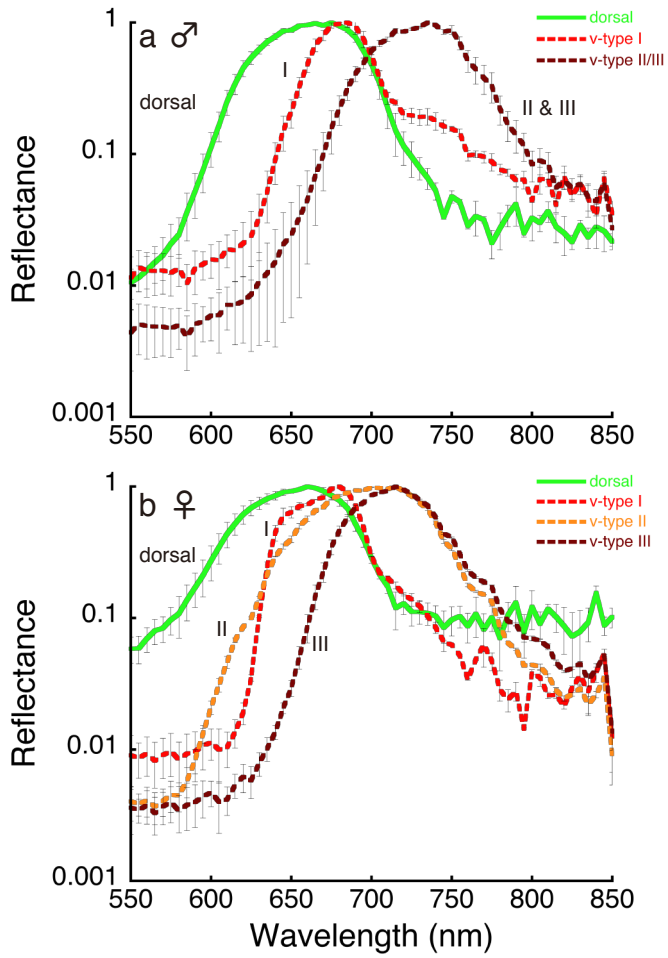 a ♂
dorsal
v-type I
v-type II/III
I
dorsal
II & III
Reflectance
1
0.1
0.01
0.001
550 600 650 700 750 800 850
b ♀
dorsal
v-type I
v-type II
v-type III
I
dorsal
II
III
Reflectance
1
0.1
0.01
0.001
550 600 650 700 750 800 850
Wavelength (nm)